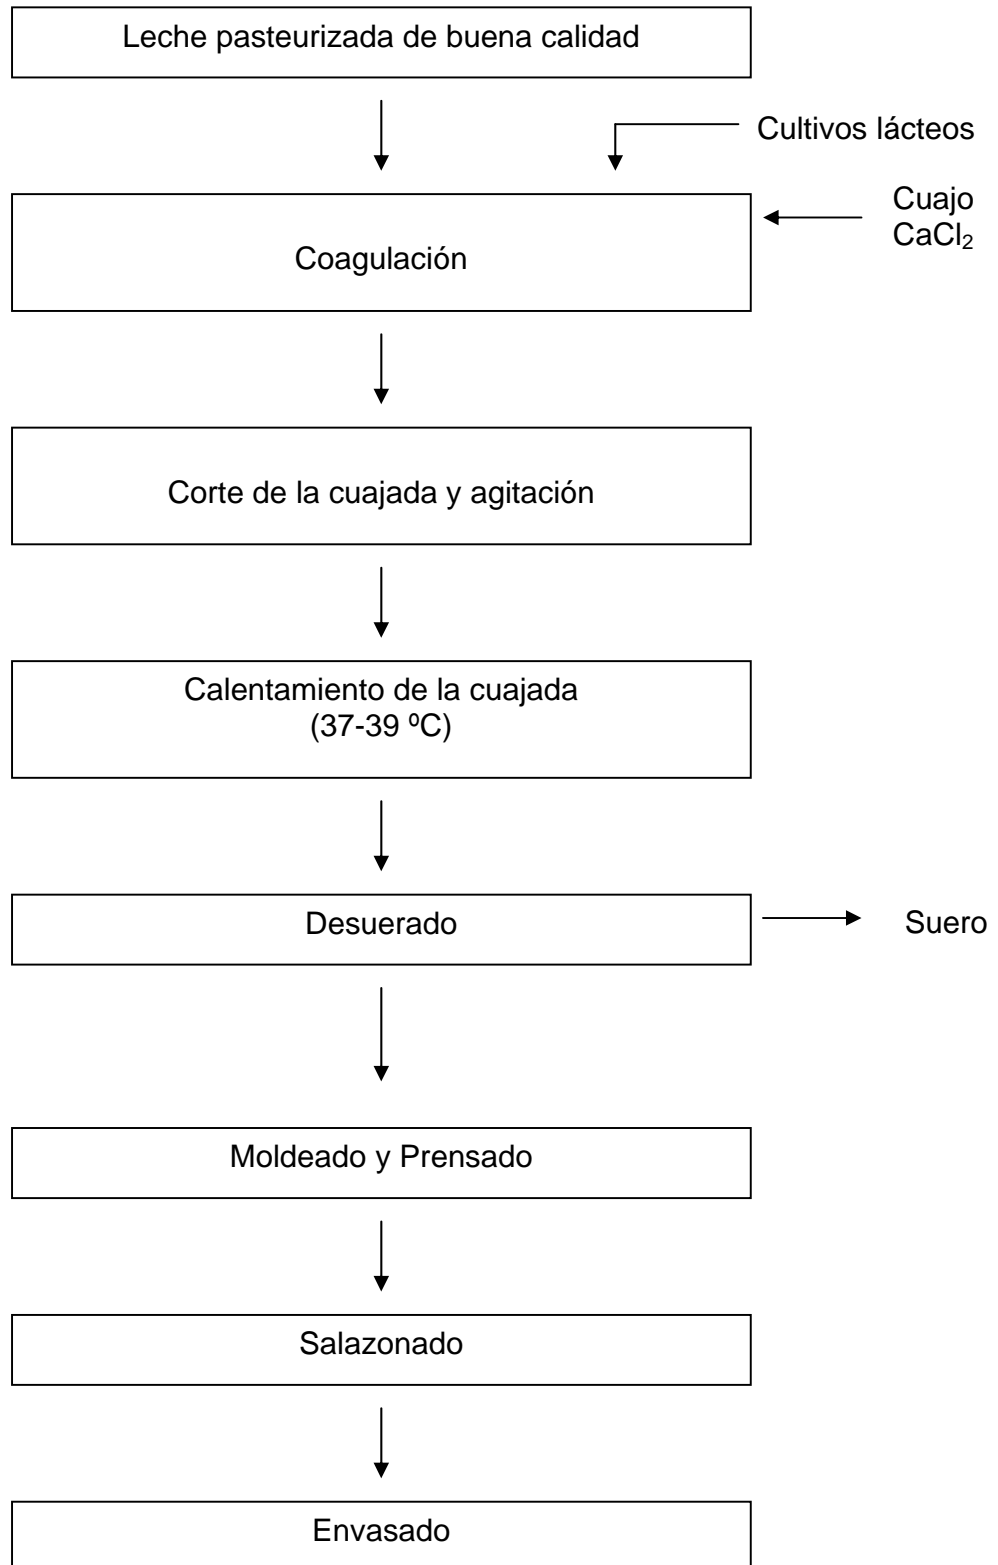 Leche pasteurizada de buena calidad
Cultivos lácteos
Cuajo
CaCl₂
Coagulación
Corte de la cuajada y agitación
Calentamiento de la cuajada
(37-39 ºC)
Desuerado
Suero
Moldeado y Prensado
Salazonado
Envasado